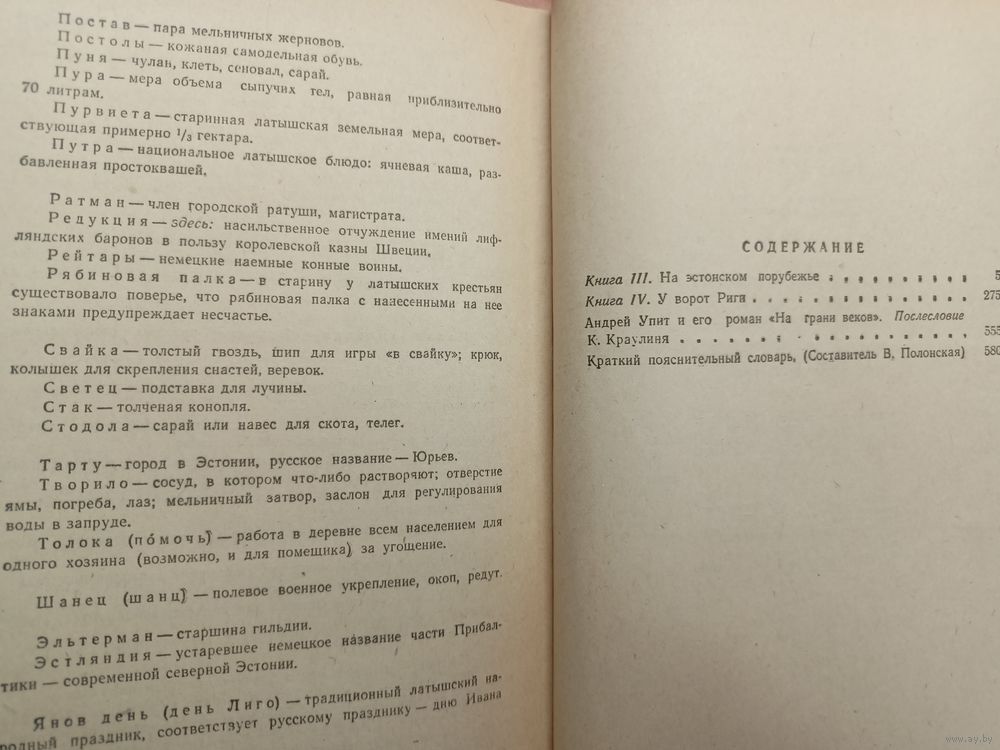 Постав — пара мельничных жерновов.
Постолы — кожаная самодельная обувь.
Пуня — чулан, клеть, сеновал, сарай.
Пура — мера объема сыпучих тел, равная приблизительно
70 литрам.
Пурвиета — старинная латышская земельная мера, соответ-
ствующая примерно 1/3 гектара.
Путра — национальное латышское блюдо: ячневая каша, раз-
бавленная простоквашей.
Ратман — член городской ратуши, магистрата.
Редукция — здесь: насильственное отчуждение имений лиф-
ляндских баронов в пользу королевской казны Швеции.
Рейтары — немецкие наемные конные воины.
Рябиновая палка — в старину у латышских крестьян
существовало поверье, что рябиновая палка с нанесенными на нее
знаками предупреждает несчастье.
Свайка — толстый гвоздь, шип для игры «в свайку»; крюк,
колышек для скрепления снастей, веревок.
Светец — подставка для лучины.
Стак — толченая конопля.
Стодола — сарай или навес для скота, телег.
Тарту — город в Эстонии, русское название — Юрьев.
Творило — сосуд, в котором что-либо растворяют; отверстие
ямы, погреба, лаз; мельничный затвор, заслон для регулирования
воды в запруде.
Толока (по́мочь) — работа в деревне всем населением для
одного хозяина (возможно, и для помещика) за угощение.
Шанец (шанц) — полевое военное укрепление, окоп, редут.
Эльтерман — старшина гильдии.
Эстляндия — устаревшее немецкое название части Прибал-
тики — современной северной Эстонии.
Янов день (день Лиго) — традиционный латышский на-
родный праздник, соответствует русскому празднику — дню Ивана
СОДЕРЖАНИЕ
Книга III. На эстонском порубежье . . . . . . . . 5
Книга IV. У ворот Риги . . . . . . . . . . . 275
Андрей Упит и его роман «На грани веков». Послесловие
К. Краулиня . . . . . . . . . . . . . 555
Краткий пояснительный словарь. (Составитель В. Полонская) 580
www.ay.by